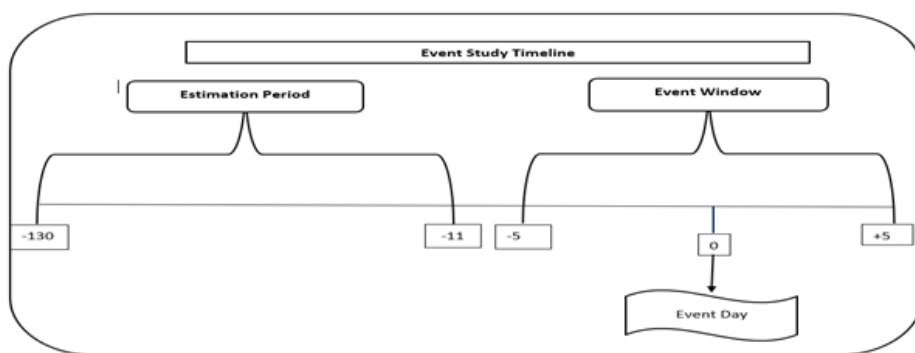 Event Study Timeline
Estimation Period
Event Window
-130
-11
-5
0
+5
Event Day